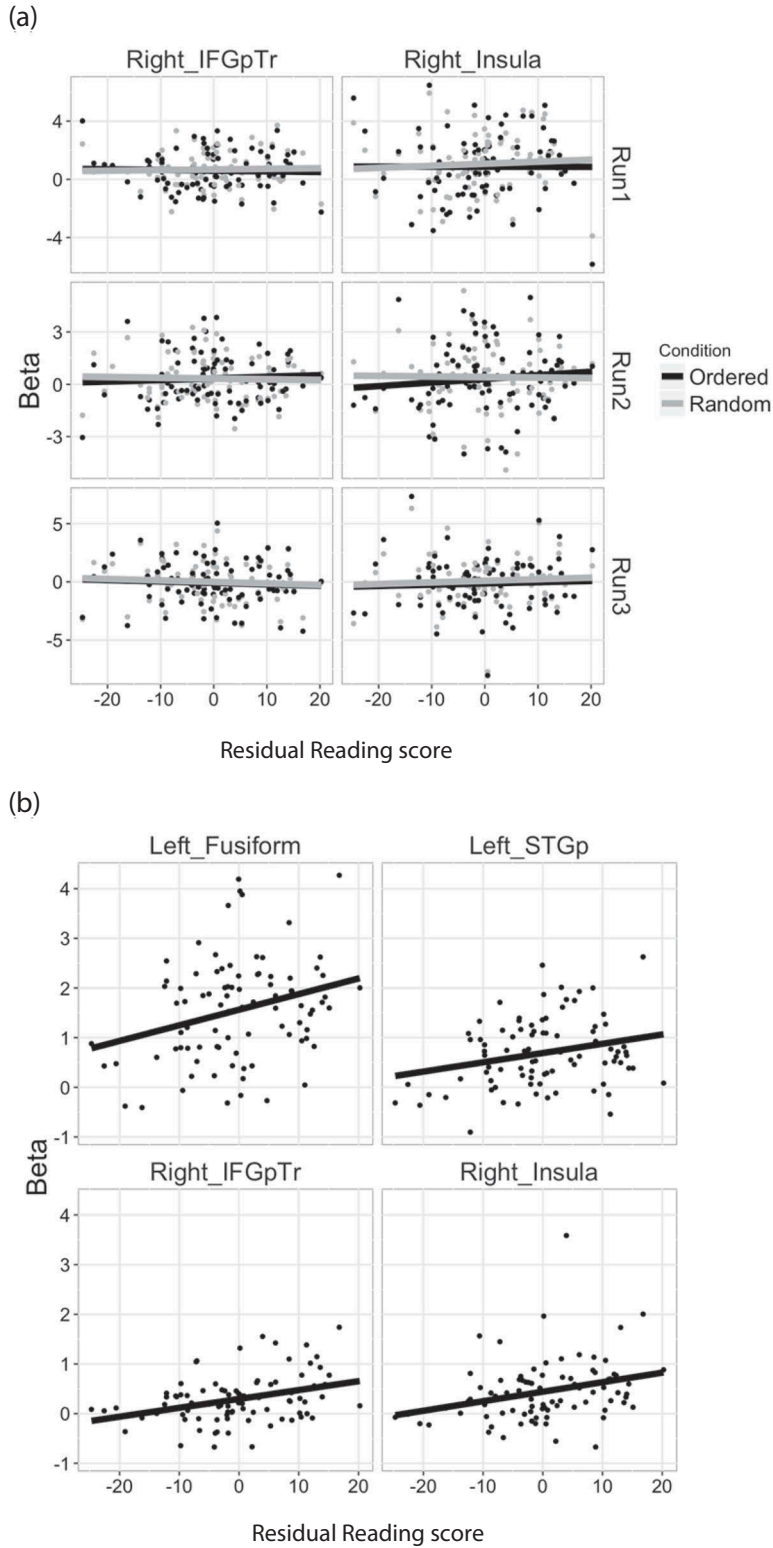 (a)
Right_IFGpTr Right_Insula
4
0
-4
Run1
3
0
-3
Run2
Beta
Condition
Ordered
Random
5
0
-5
Run3
-20 -10 0 10 20 -20 -10 0 10 20
Residual Reading score
(b)
Left_Fusiform Left_STGp
4
3
2
1
0
-1
Beta
Right_IFGpTr Right_Insula
4
3
2
1
0
-1
-20 -10 0 10 20 -20 -10 0 10 20
Residual Reading score